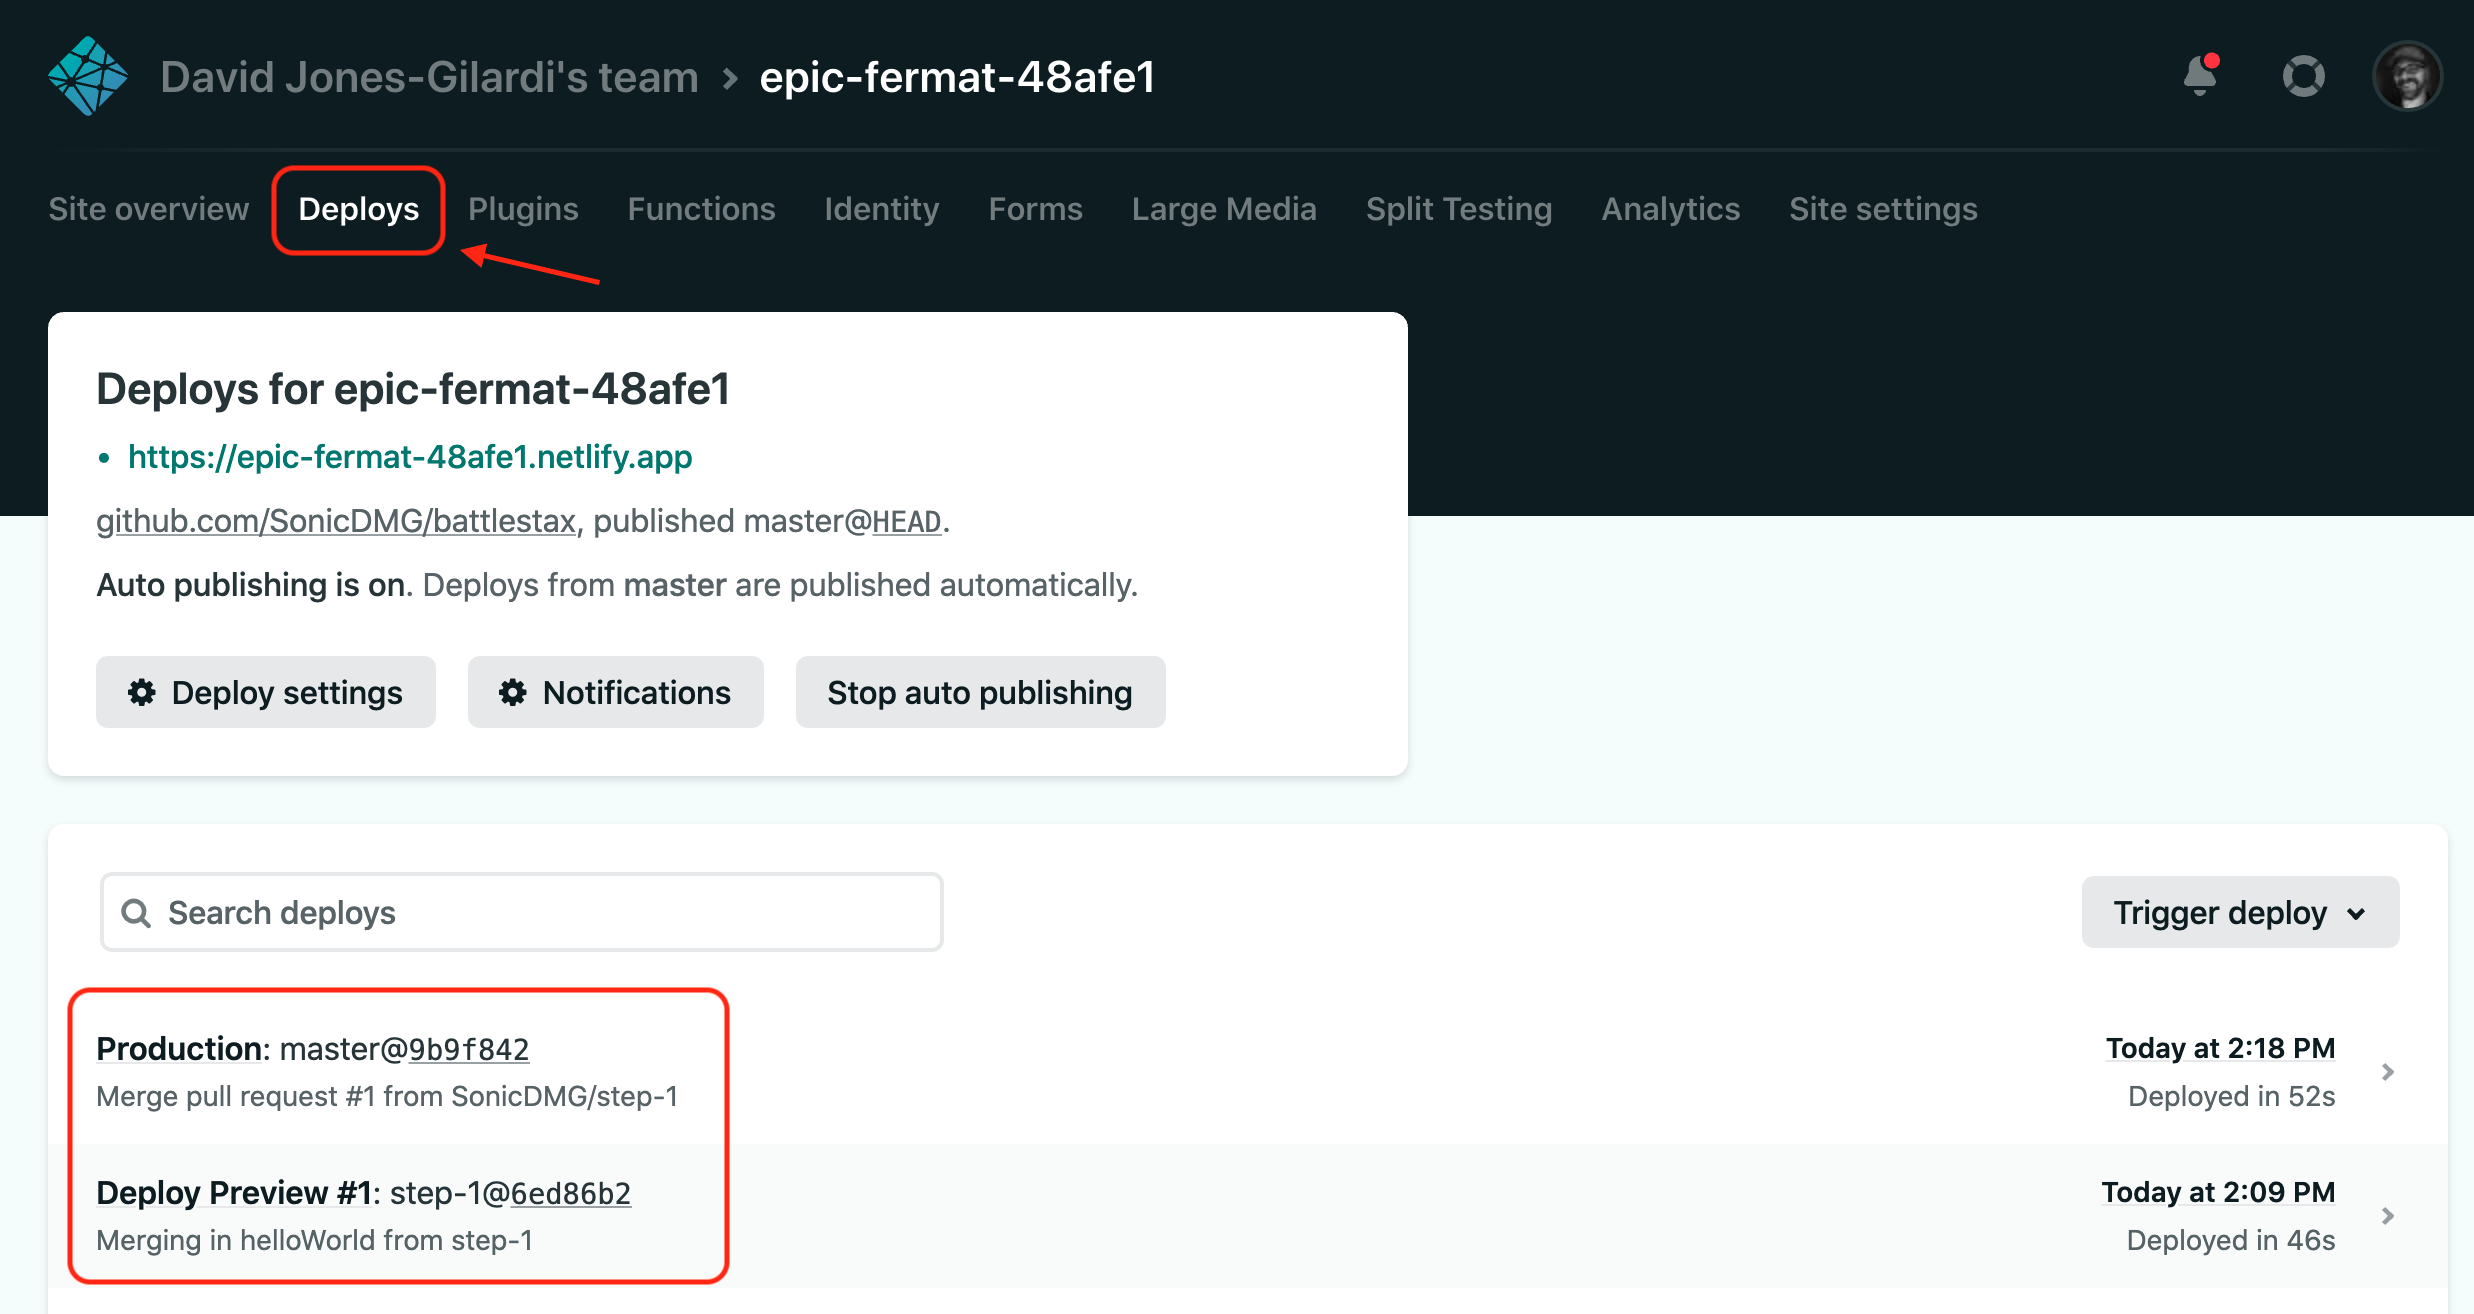 David Jones-Gilardi's team › epic-fermat-48afe1
Site overview Deploys Plugins Functions Identity Forms Large Media Split Testing Analytics Site settings
Deploys for epic-fermat-48afe1
• https://epic-fermat-48afe1.netlify.app
github.com/SonicDMG/battlestax, published master@HEAD.
Auto publishing is on. Deploys from master are published automatically.
Deploy settings Notifications Stop auto publishing
Search deploys Trigger deploy
Production: master@9b9f842 Today at 2:18 PM
Merge pull request #1 from SonicDMG/step-1 Deployed in 52s
Deploy Preview #1: step-1@6ed86b2 Today at 2:09 PM
Merging in helloWorld from step-1 Deployed in 46s